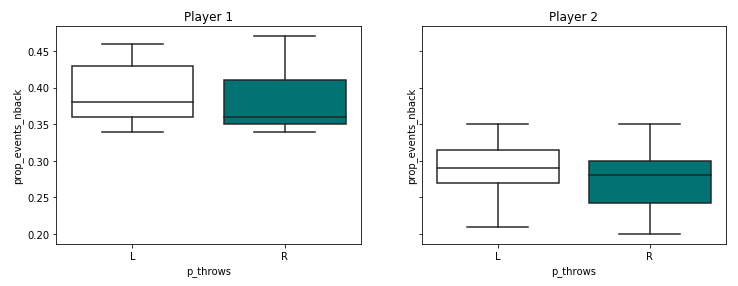 Player 1
prop_events_nback
0.45
0.40
0.35
0.30
0.25
0.20
L
R
p_throws
Player 2
prop_events_nback
L
R
p_throws